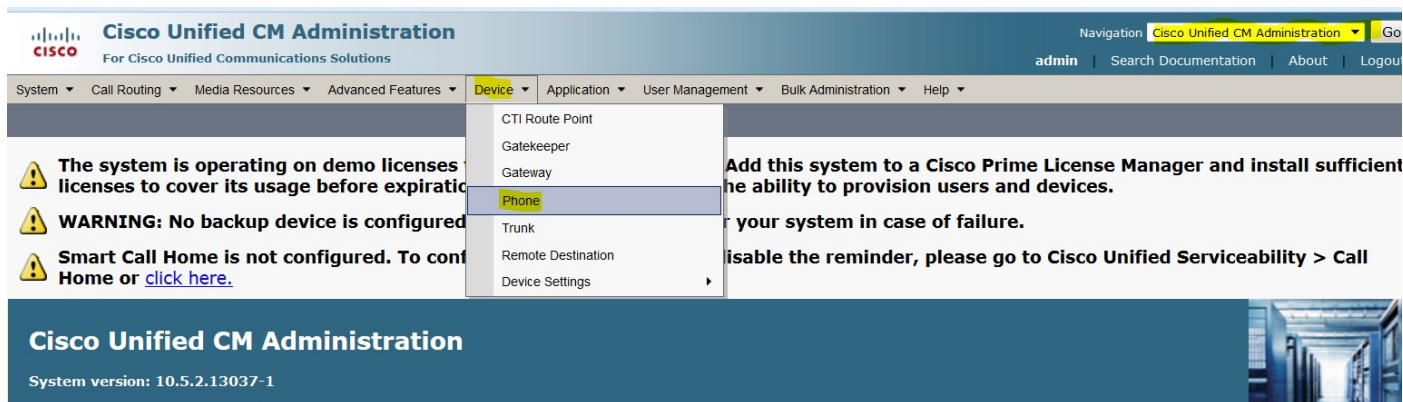 Cisco Unified CM Administration
For Cisco Unified Communications Solutions
CISCO
Navigation Cisco Unified CM Administration Go
admin | Search Documentation | About | Logout
System Call Routing Media Resources Advanced Features Device Application User Management Bulk Administration Help
CTI Route Point
Gatekeeper
Gateway
Phone
Trunk
Remote Destination
Device Settings
The system is operating on demo licenses Add this system to a Cisco Prime License Manager and install sufficient
licenses to cover its usage before the ability to provision users and devices.
WARNING: No backup device is configured your system in case of failure.
Smart Call Home is not configured. To the reminder, please go to Cisco Unified Serviceability > Call
Home or click here.
Cisco Unified CM Administration
System version: 10.5.2.13037-1